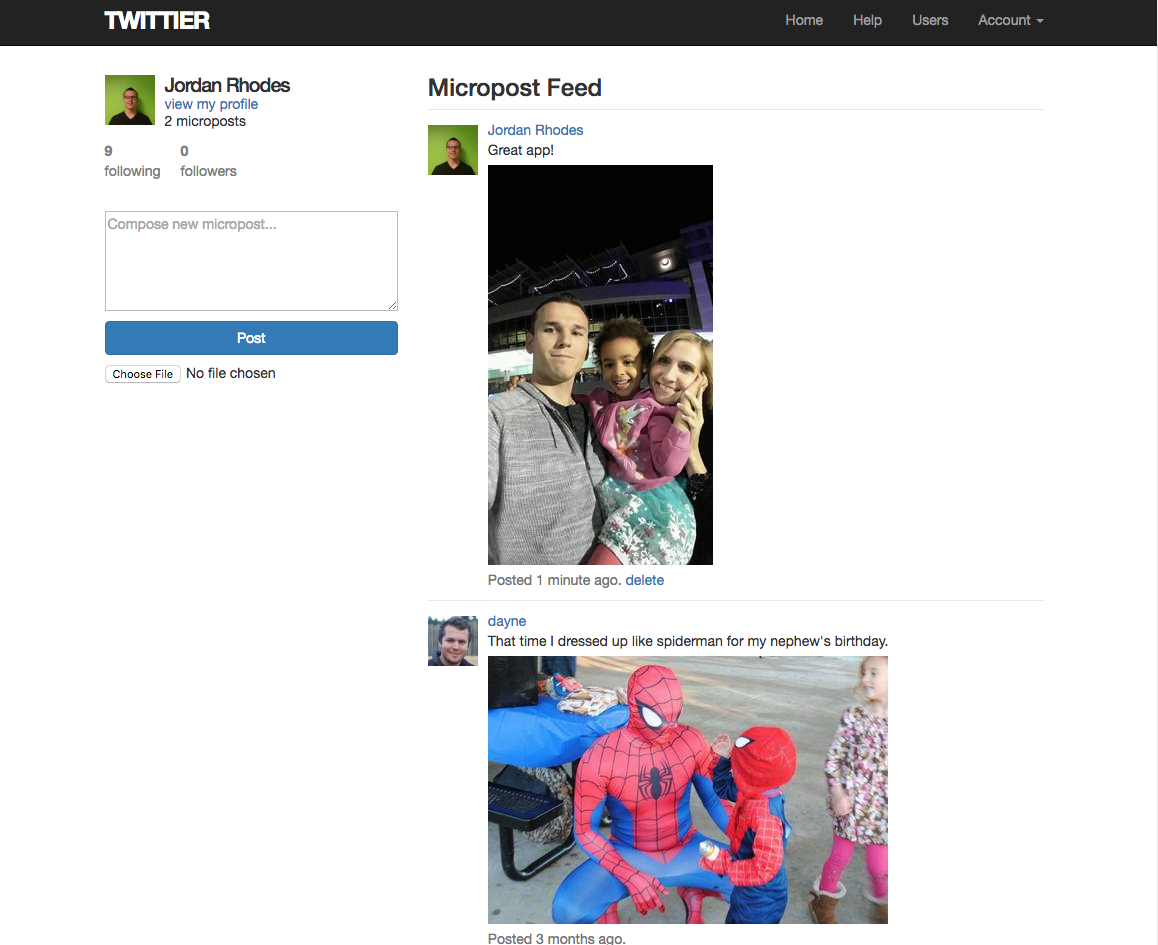 TWITTIER
Home Help Users Account
Jordan Rhodes
view my profile
2 microposts
9 following
0 followers
Compose new micropost...
Post
Choose File No file chosen
Micropost Feed
Jordan Rhodes
Great app!
Posted 1 minute ago. delete
dayne
That time I dressed up like spiderman for my nephew's birthday.
Posted 3 months ago.